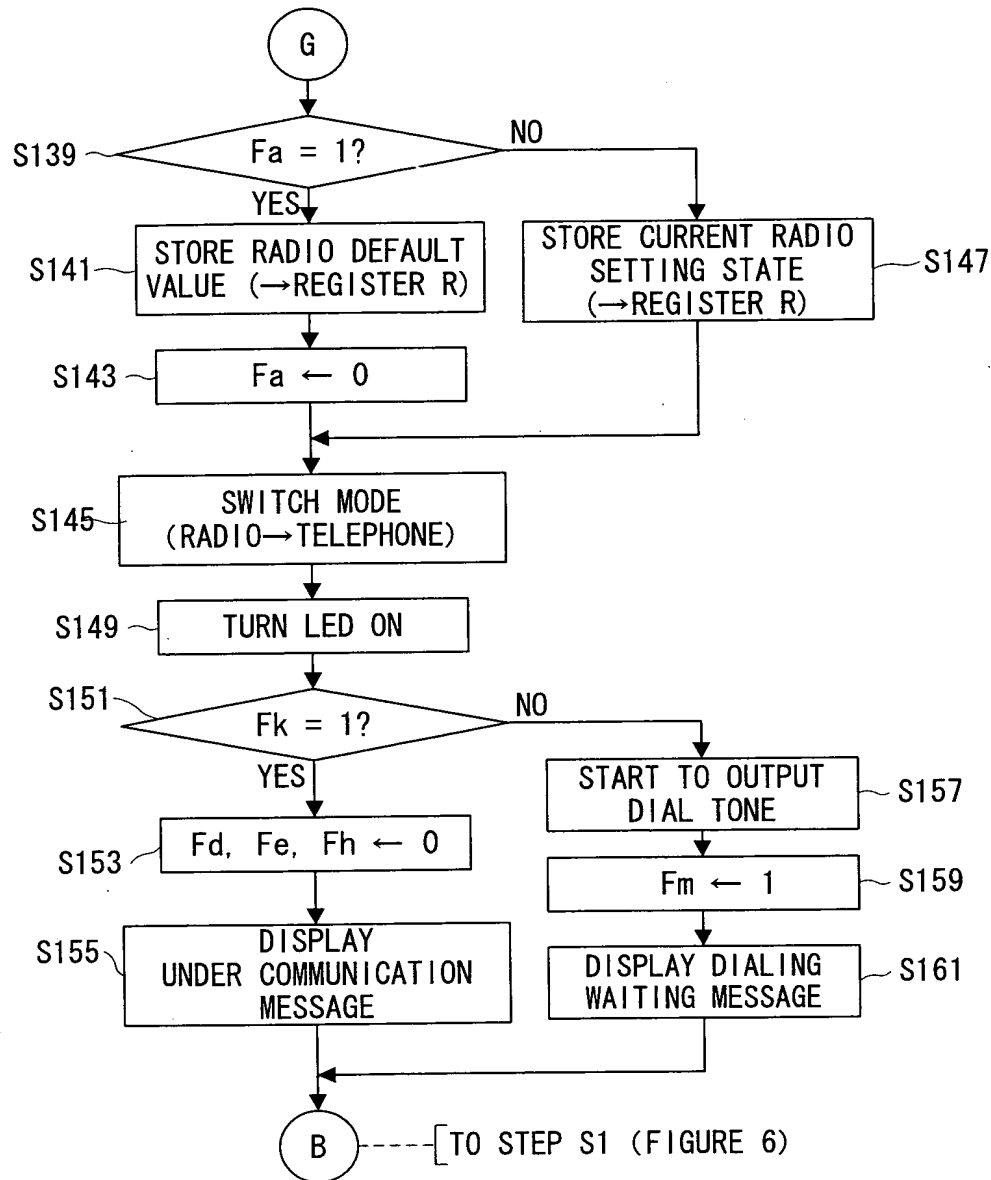 G
S139
Fa = 1?
NO
YES
S141
STORE RADIO DEFAULT
VALUE (→REGISTER R)
STORE CURRENT RADIO
SETTING STATE
(→REGISTER R)
S147
S143
Fa ← 0
S145
SWITCH MODE
(RADIO→TELEPHONE)
S149
TURN LED ON
S151
Fk = 1?
NO
YES
START TO OUTPUT
DIAL TONE
S157
S153
Fd, Fe, Fh ← 0
Fm ← 1
S159
S155
DISPLAY
UNDER COMMUNICATION
MESSAGE
DISPLAY DIALING
WAITING MESSAGE
S161
B
TO STEP S1 (FIGURE 6)